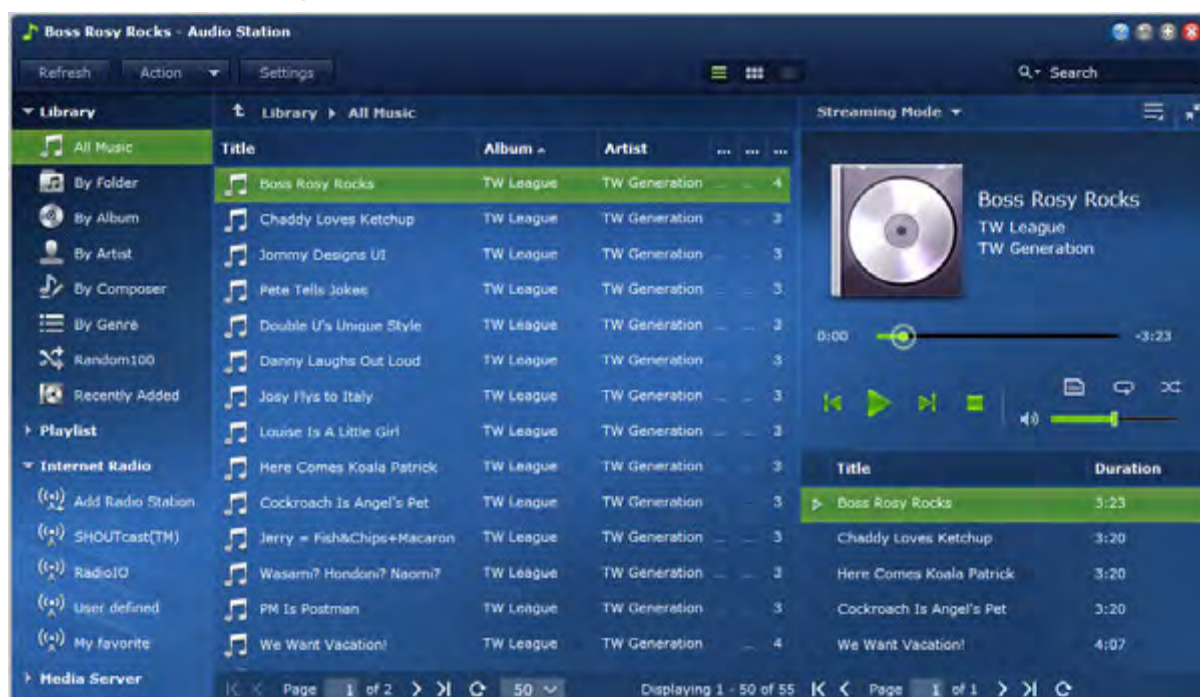 Boss Rosy Rocks - Audio Station
Refresh Action Settings Search
Library
All Music
By Folder
By Album
By Artist
By Composer
By Genre
Random100
Recently Added
Playlist
Internet Radio
Add Radio Station
SHOUTcast(TM)
RadioIO
User defined
My favorite
Media Server
Library All Music
Title Album Artist ... ... ...
Boss Rosy Rocks TW League TW Generation ... ... 4
Chaddy Loves Ketchup TW League TW Generation ... ... 3
Jommy Designs UI TW League TW Generation ... ... 3
Pete Tells Jokes TW League TW Generation ... ... 3
Double U's Unique Style TW League TW Generation ... ... 3
Danny Laughs Out Loud TW League TW Generation ... ... 3
Josy Flys to Italy TW League TW Generation ... ... 3
Louise Is A Little Girl TW League TW Generation ... ... 3
Here Comes Koala Patrick TW League TW Generation ... ... 3
Cockroach Is Angel's Pet TW League TW Generation ... ... 3
Jerry = Fish&Chips+Macaron TW League TW Generation ... ... 3
Wasami? Hondoni? Naomi? TW League TW Generation ... ... 3
PM Is Postman TW League TW Generation ... ... 3
We Want Vacation! TW League TW Generation ... ... 4
Page 1 of 2 50 Displaying 1 - 50 of 55
Streaming Mode
Boss Rosy Rocks
TW League
TW Generation
0:00 -3:23
Title Duration
Boss Rosy Rocks 3:23
Chaddy Loves Ketchup 3:20
Here Comes Koala Patrick 3:20
Cockroach Is Angel's Pet 3:20
We Want Vacation! 4:07
Page 1 of 1